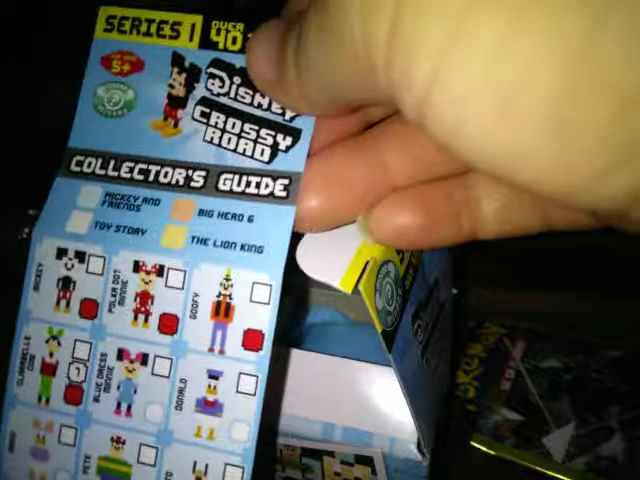 SERIES 1
OVER
40
5+
Disney
CROSSY
ROAD
COLLECTOR'S GUIDE
MICKEY AND
FRIENDS
BIG HERO 6
TOY STORY
THE LION KING
MICKEY
POLKA DOT
MINNIE
GOOFY
CLARABELLE
COW
BLUE DRESS
MINNIE
DONALD
PETE
POKÉMON